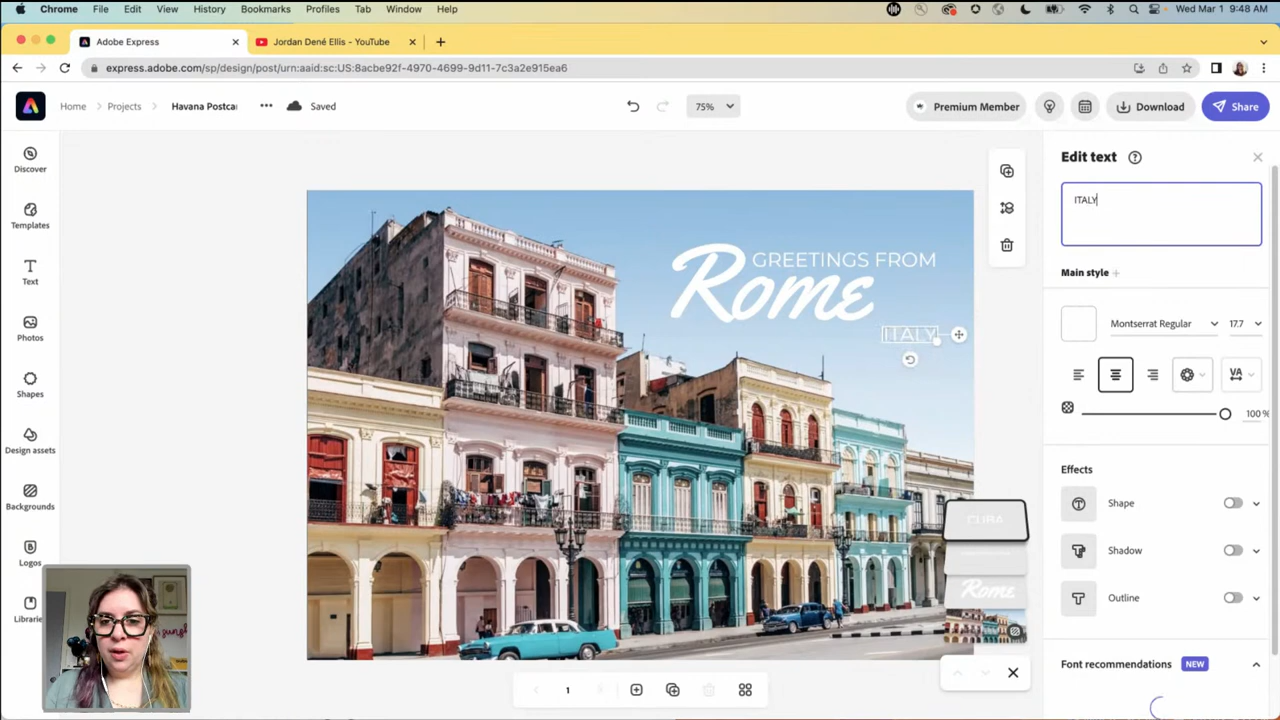 Chrome File Edit View History Bookmarks Profiles Tab Window Help Wed Mar 1 9:48 AM
Adobe Express Jordan Dené Ellis - YouTube
express.adobe.com/sp/design/post/urn:aaid:sc:US:8acbe92f-4970-4699-9d11-7c3a2e915ea6
Home Projects Havana Postca Saved 75% Premium Member Download Share
Discover
Templates
Text
Photos
Shapes
Design assets
Backgrounds
Logos
Librarie
GREETINGS FROM
Rome
ITALY
CUBA
Rome
1
Edit text
ITALY
Main style
Montserrat Regular 17.7
VA
100 %
Effects
Shape
Shadow
Outline
Font recommendations NEW